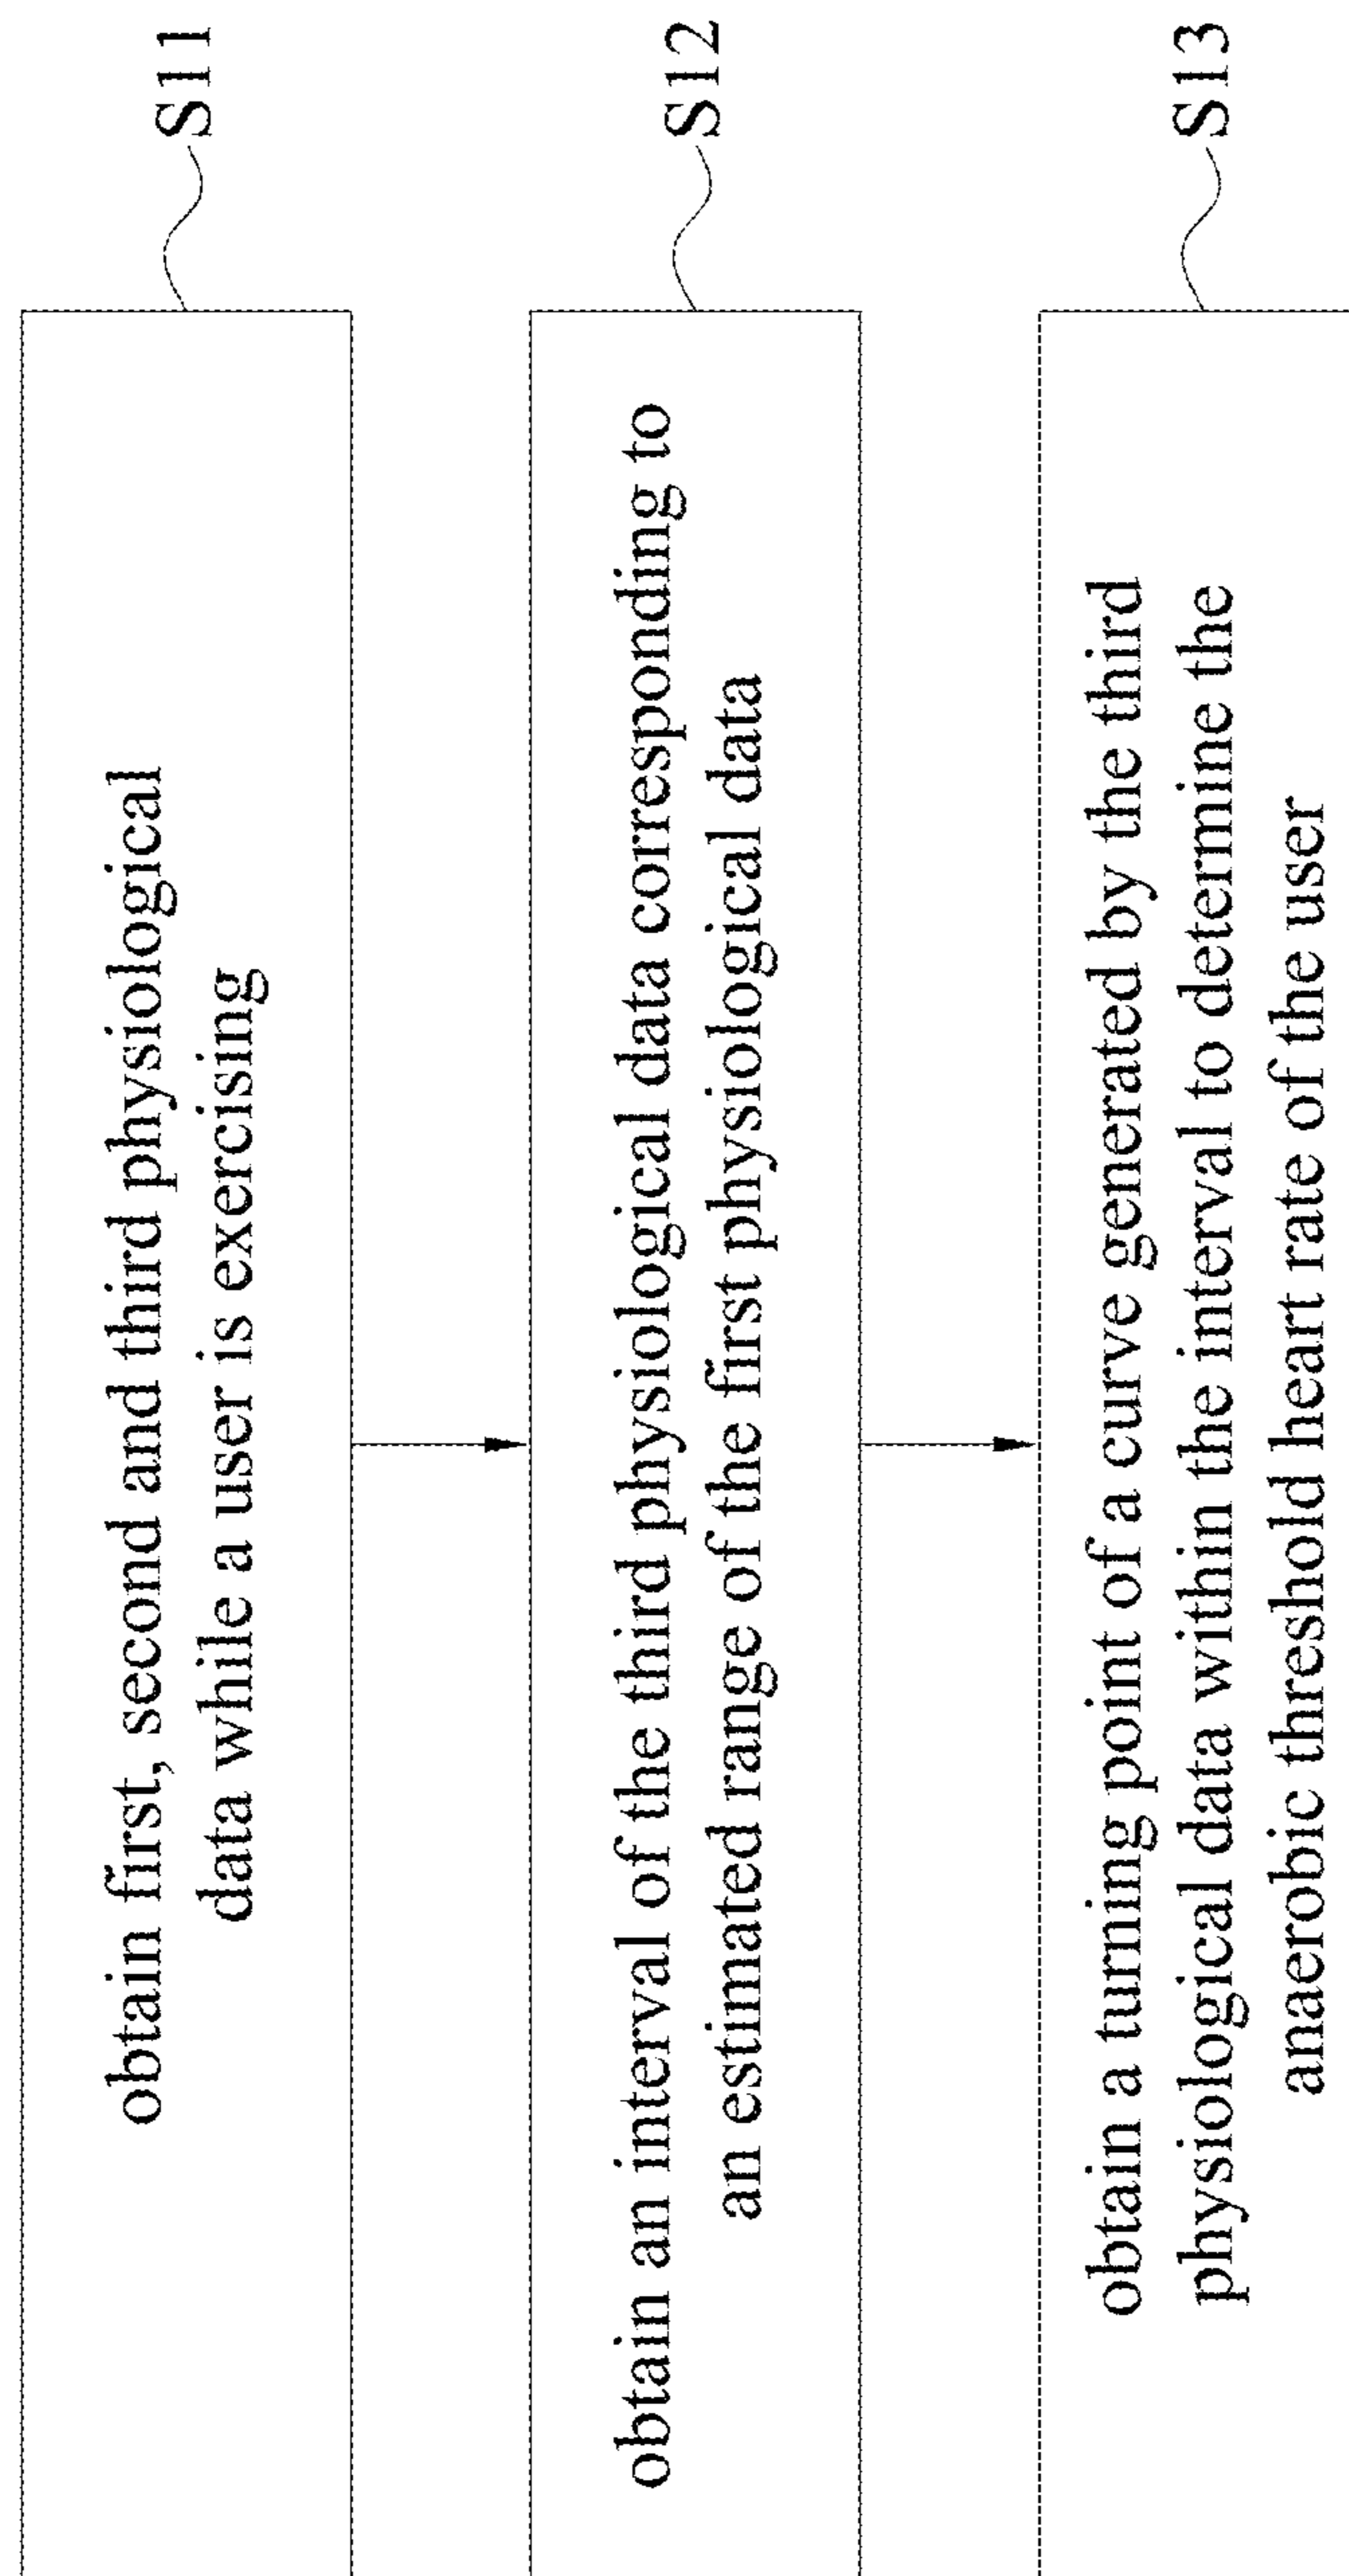 obtain first, second and third physiological
data while a user is exercising
S11
obtain an interval of the third physiological data corresponding to
an estimated range of the first physiological data
S12
obtain a turning point of a curve generated by the third
physiological data within the interval to determine the
anaerobic threshold heart rate of the user
S13